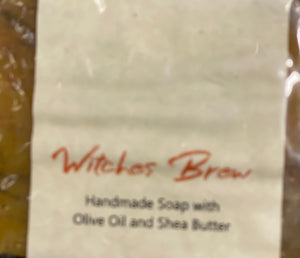 Witches Brew
Handmade Soap with
Olive Oil and Shea Butter